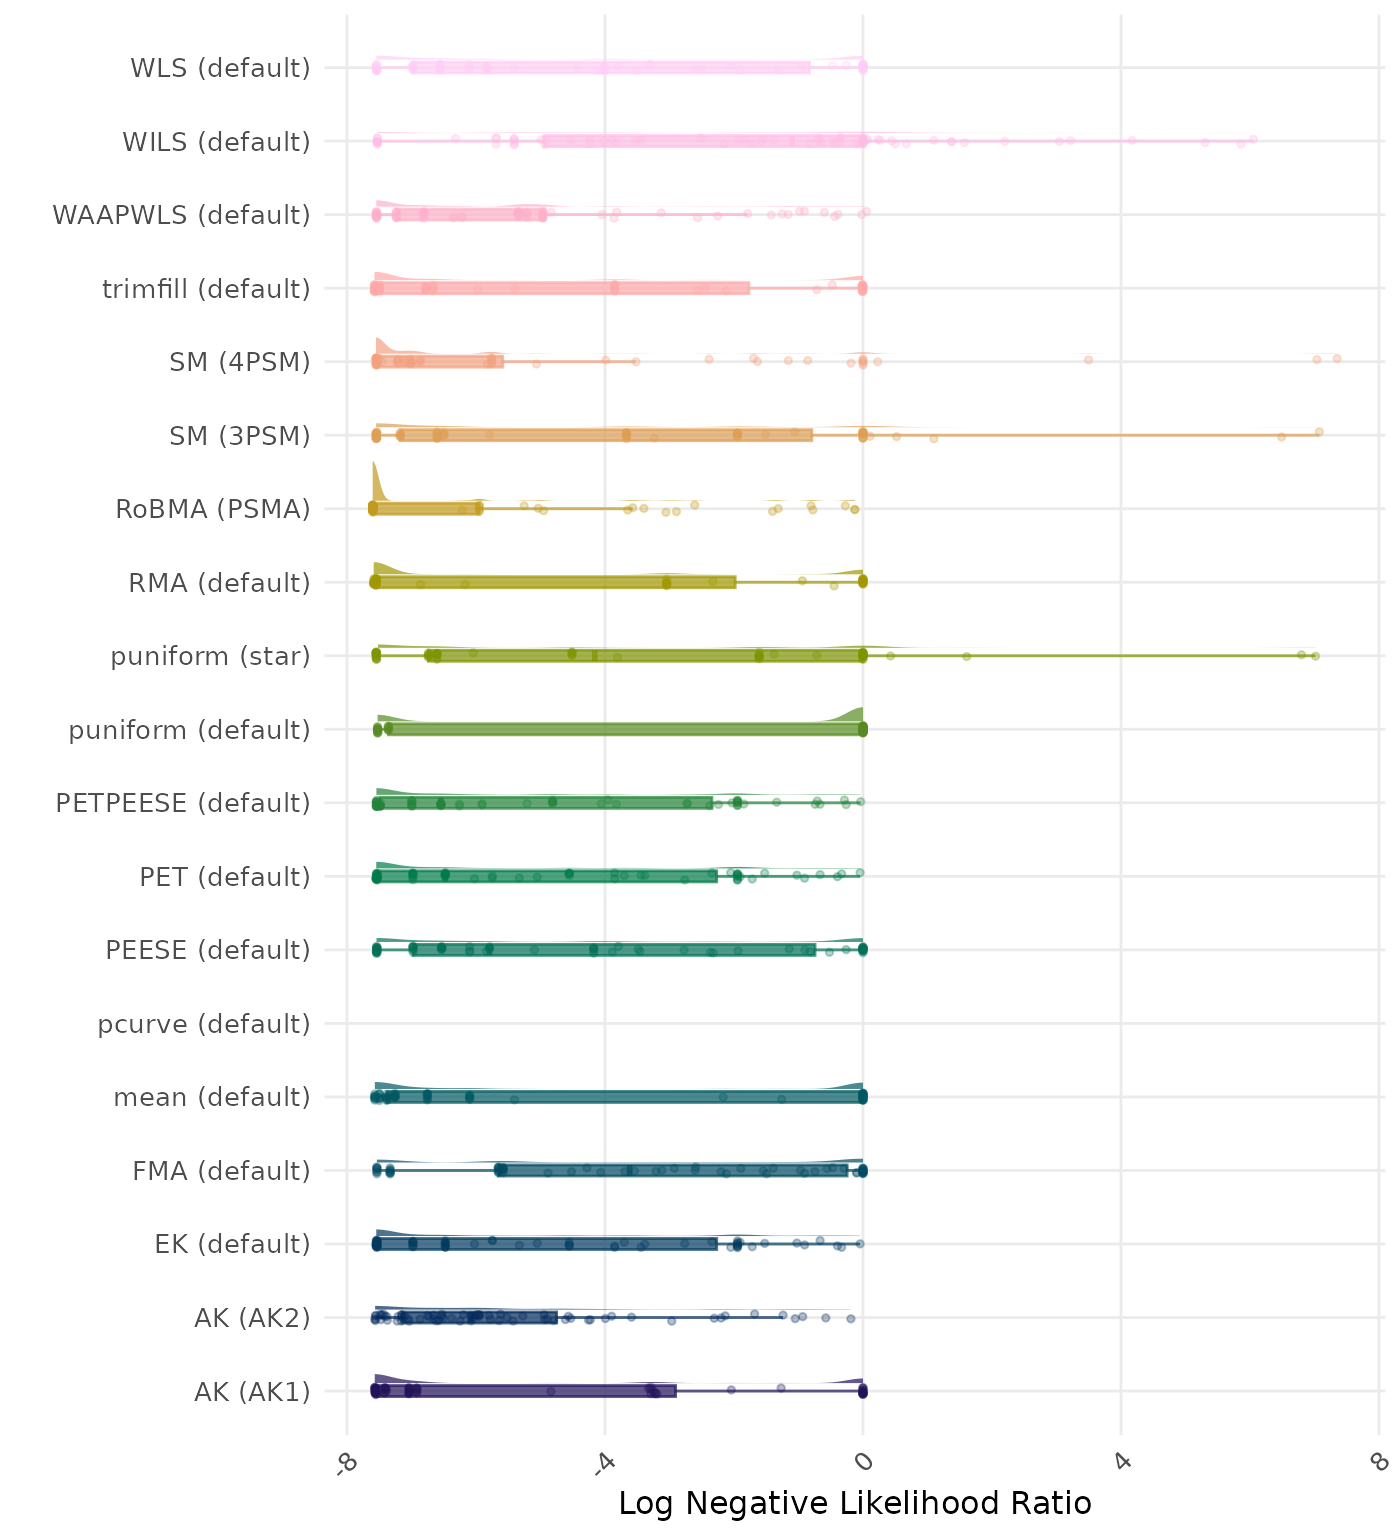 WLS (default)
WILS (default)
WAAPWLS (default)
trimfill (default)
SM (4PSM)
SM (3PSM)
RoBMA (PSMA)
RMA (default)
puniform (star)
puniform (default)
PETPEESE (default)
PET (default)
PEESE (default)
pcurve (default)
mean (default)
FMA (default)
EK (default)
AK (AK2)
AK (AK1)
-8 -4 0 4 8
Log Negative Likelihood Ratio